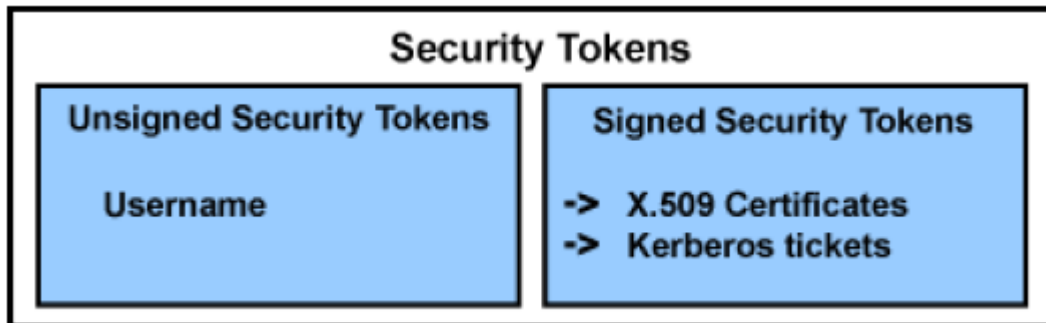 Security Tokens
Unsigned Security Tokens
Username
Signed Security Tokens
-> X.509 Certificates
-> Kerberos tickets